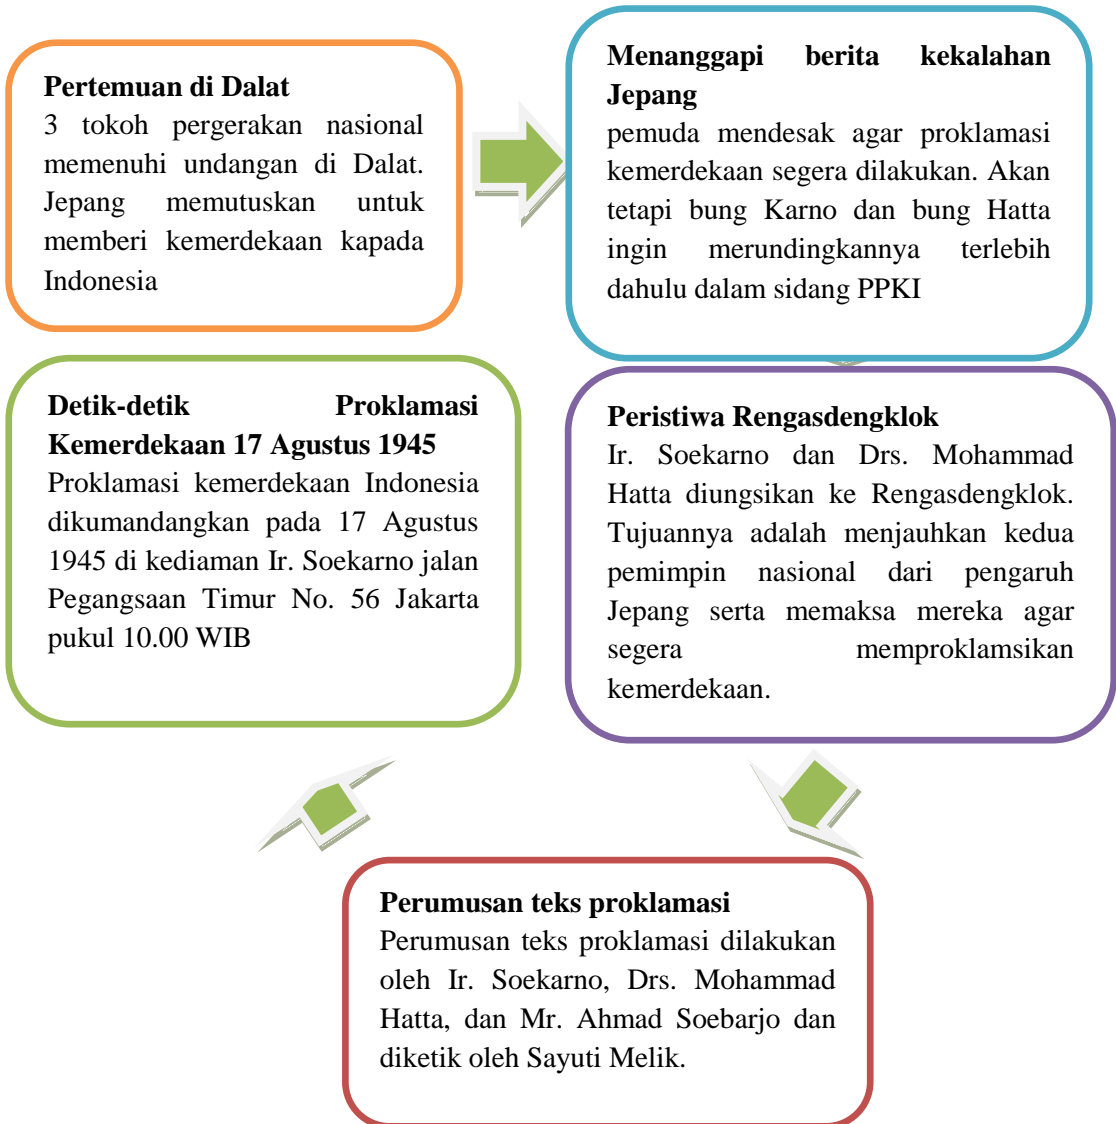 Pertemuan di Dalat
3 tokoh pergerakan nasional
memenuhi undangan di Dalat.
Jepang memutuskan untuk
memberi kemerdekaan kapada
Indonesia
Menanggapi berita kekalahan
Jepang
pemuda mendesak agar proklamasi
kemerdekaan segera dilakukan. Akan
tetapi bung Karno dan bung Hatta
ingin merundingkannya terlebih
dahulu dalam sidang PPKI
Peristiwa Rengasdengklok
Ir. Soekarno dan Drs. Mohammad
Hatta diungsikan ke Rengasdengklok.
Tujuannya adalah menjauhkan kedua
pemimpin nasional dari pengaruh
Jepang serta memaksa mereka agar
segera memproklamsikan
kemerdekaan.
Perumusan teks proklamasi
Perumusan teks proklamasi dilakukan
oleh Ir. Soekarno, Drs. Mohammad
Hatta, dan Mr. Ahmad Soebarjo dan
diketik oleh Sayuti Melik.
Detik-detik Proklamasi
Kemerdekaan 17 Agustus 1945
Proklamasi kemerdekaan Indonesia
dikumandangkan pada 17 Agustus
1945 di kediaman Ir. Soekarno jalan
Pegangsaan Timur No. 56 Jakarta
pukul 10.00 WIB